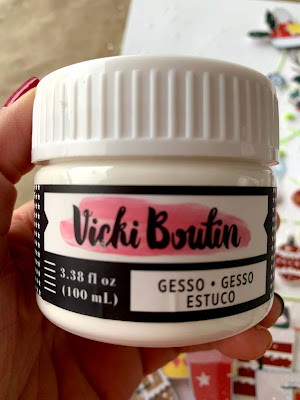 Vicki Boutin
3.38 fl oz
(100 mL)
GESSO • GESSO
ESTUCO